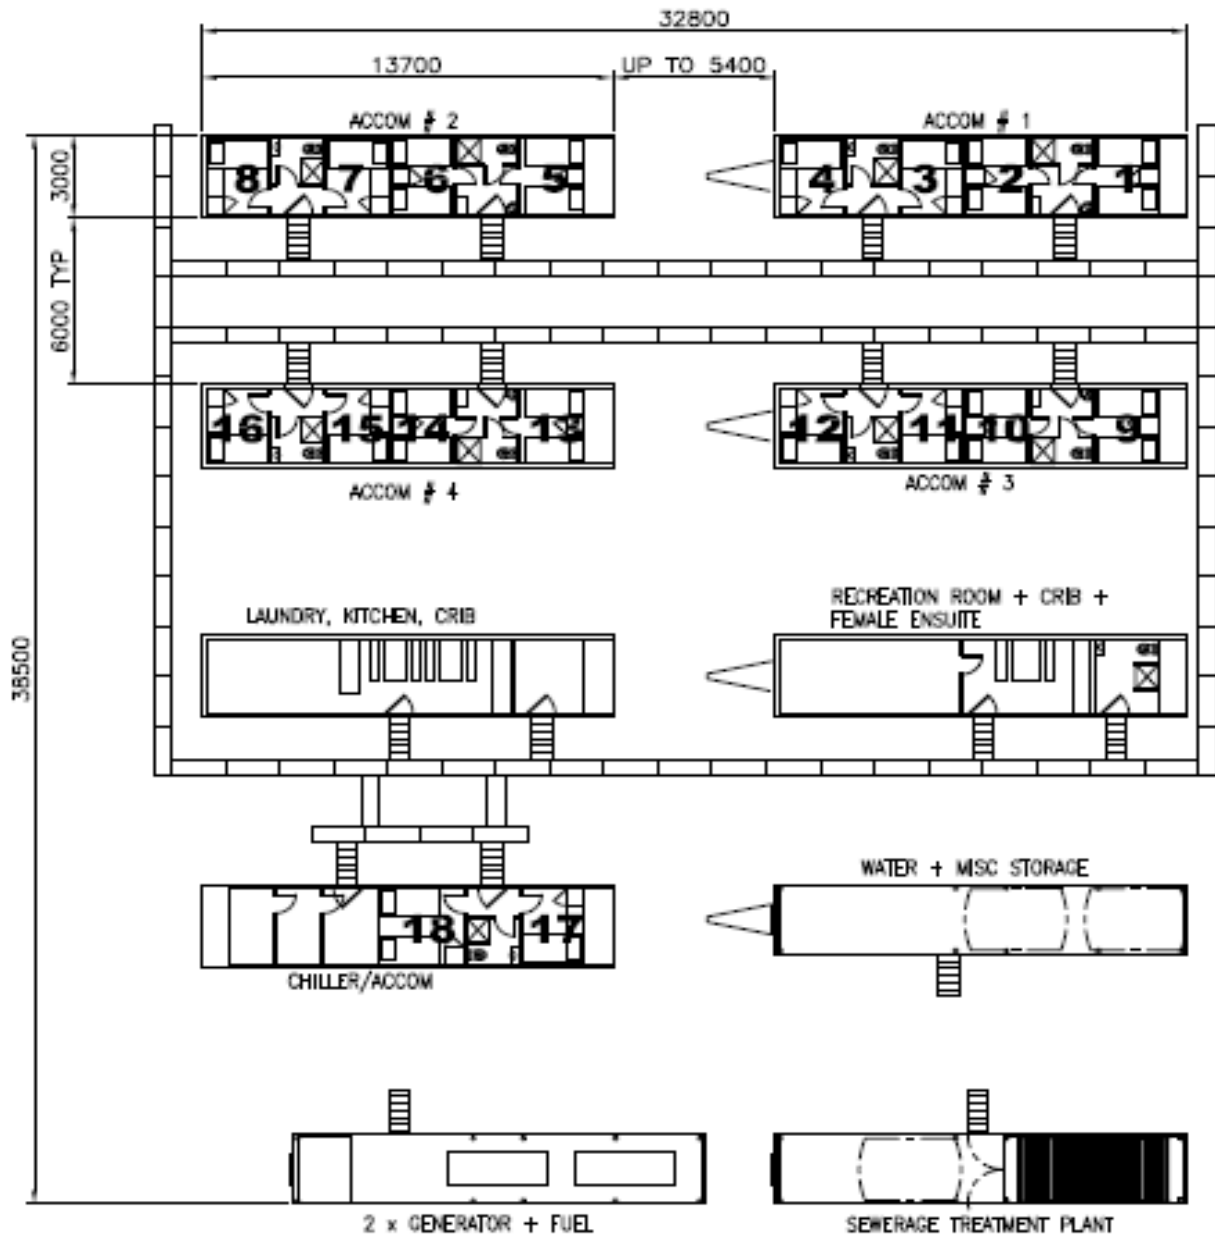 32800
13700
UP TO 5400
ACCOM # 2
ACCOM # 1
3000
8
7
6
5
4
3
2
1
6000 TYP
16
15
14
13
12
11
10
9
ACCOM # 4
ACCOM # 3
38500
LAUNDRY, KITCHEN, CRIB
RECREATION ROOM + CRIB +
FEMALE ENSUITE
WATER + MISC STORAGE
18
17
CHILLER/ACCOM
2 x GENERATOR + FUEL
SEWERAGE TREATMENT PLANT